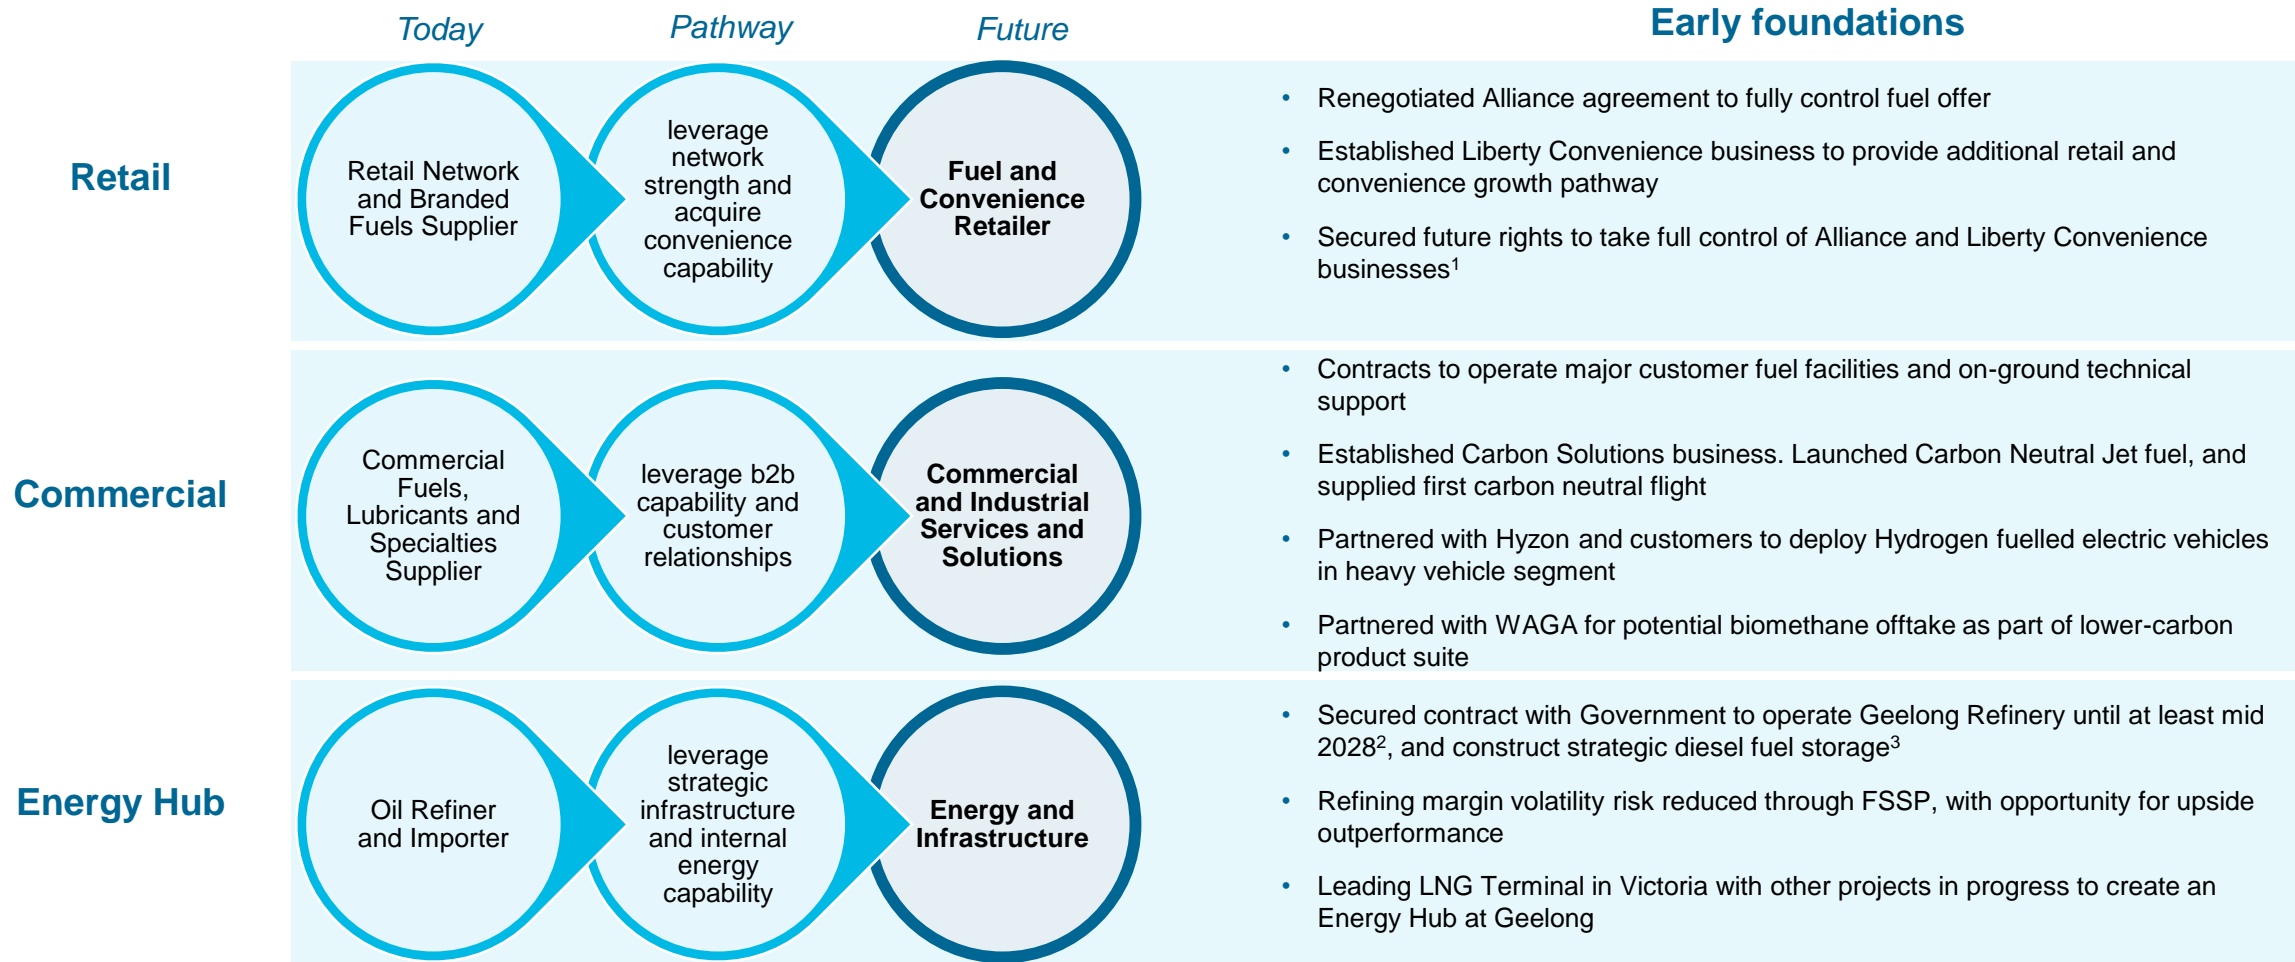 Today
Pathway
Future
Early foundations
Retail
Retail Network
and Branded
Fuels Supplier
leverage
network
strength and
acquire
convenience
capability
Fuel and
Convenience
Retailer
• Renegotiated Alliance agreement to fully control fuel offer
• Established Liberty Convenience business to provide additional retail and
convenience growth pathway
• Secured future rights to take full control of Alliance and Liberty Convenience
businesses¹
Commercial
Commercial
Fuels,
Lubricants and
Specialties
Supplier
leverage b2b
capability and
customer
relationships
Commercial
and Industrial
Services and
Solutions
• Contracts to operate major customer fuel facilities and on-ground technical
support
• Established Carbon Solutions business. Launched Carbon Neutral Jet fuel, and
supplied first carbon neutral flight
• Partnered with Hyzon and customers to deploy Hydrogen fuelled electric vehicles
in heavy vehicle segment
• Partnered with WAGA for potential biomethane offtake as part of lower-carbon
product suite
Energy Hub
Oil Refiner
and Importer
leverage
strategic
infrastructure
and internal
energy
capability
Energy and
Infrastructure
• Secured contract with Government to operate Geelong Refinery until at least mid
2028², and construct strategic diesel fuel storage³
• Refining margin volatility risk reduced through FSSP, with opportunity for upside
outperformance
• Leading LNG Terminal in Victoria with other projects in progress to create an
Energy Hub at Geelong